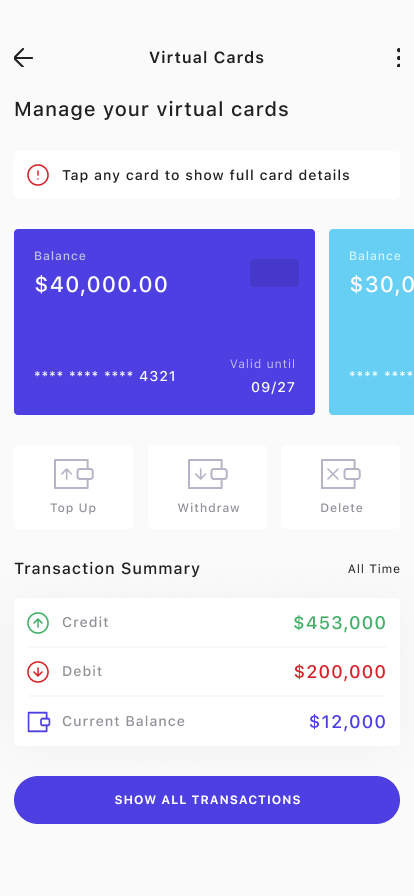 Virtual Cards
Manage your virtual cards
Tap any card to show full card details
Balance
$40,000.00
**** **** **** 4321
Valid until
09/27
Balance
$30,0
**** ****
Top Up
Withdraw
Delete
Transaction Summary
All Time
Credit
$453,000
Debit
$200,000
Current Balance
$12,000
SHOW ALL TRANSACTIONS